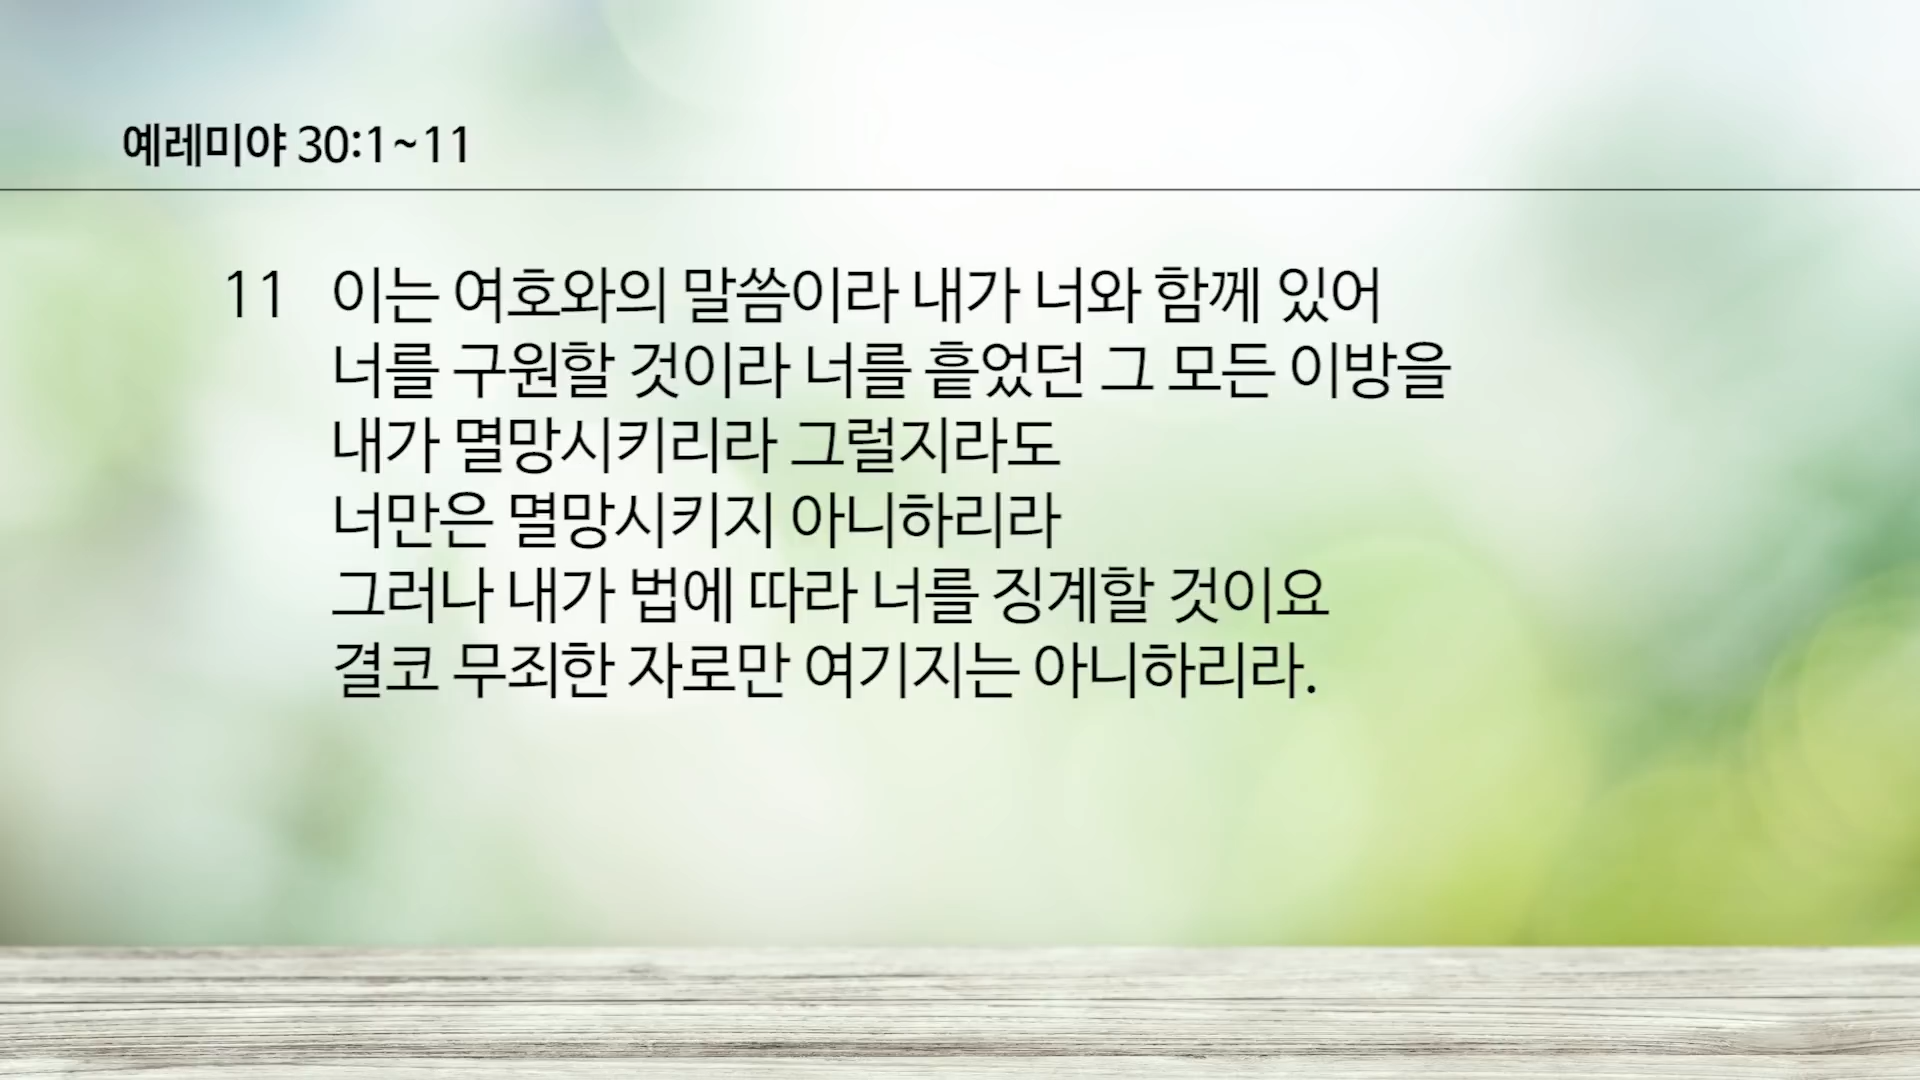 예레미야 30:1~11
11 이는 여호와의 말씀이라 내가 너와 함께 있어
너를 구원할 것이라 너를 흩었던 그 모든 이방을
내가 멸망시키리라 그럴지라도
너만은 멸망시키지 아니하리라
그러나 내가 법에 따라 너를 징계할 것이요
결코 무죄한 자로만 여기지는 아니하리라.